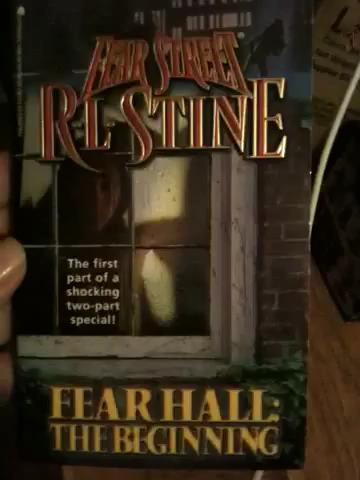 FEAR STREET
R·L·STINE
The first
part of a
shocking
two-part
special!
FEAR HALL:
THE BEGINNING